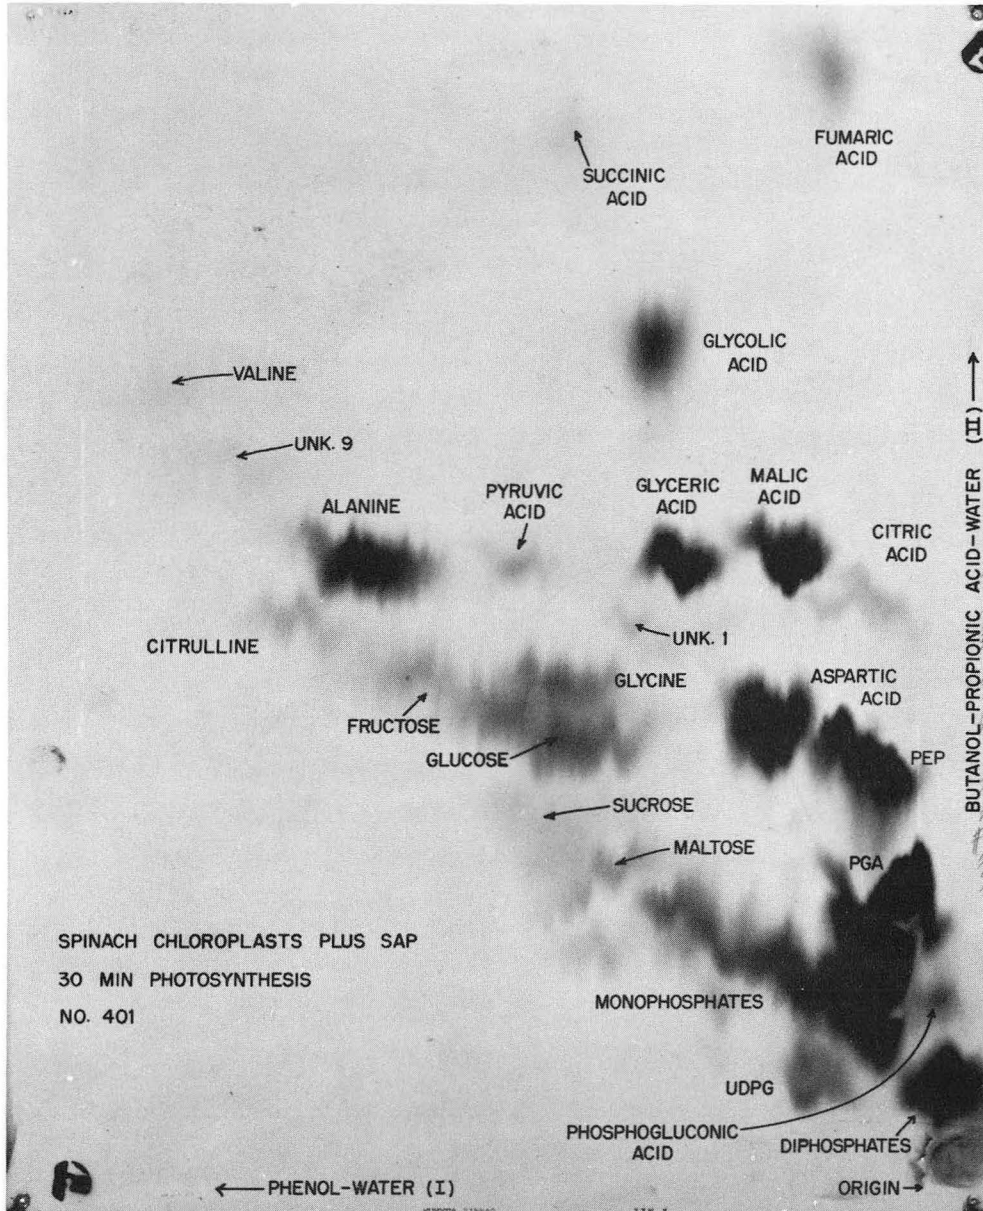 FUMARIC
ACID
SUCCINIC
ACID
GLYCOLIC
ACID
VALINE
UNK. 9
BUTANOL-PROPIONIC ACID-WATER (II)
ALANINE
PYRUVIC
ACID
GLYCERIC
ACID
MALIC
ACID
CITRIC
ACID
CITRULLINE
UNK. 1
GLYCINE
ASPARTIC
ACID
FRUCTOSE
GLUCOSE
PEP
SUCROSE
MALTOSE
PGA
SPINACH CHLOROPLASTS PLUS SAP
30 MIN PHOTOSYNTHESIS
NO. 401
MONOPHOSPHATES
UDPG
PHOSPHOGLUCONIC
ACID
DIPHOSPHATES
PHENOL-WATER (I)
ORIGIN